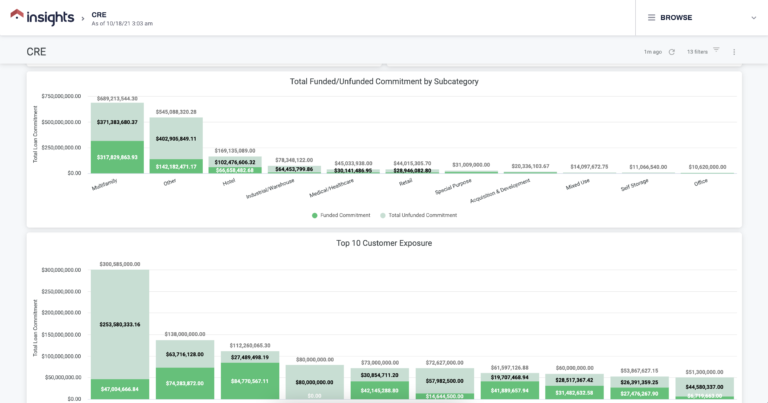 insights > CRE
As of 10/18/21 3:03 am
BROWSE
CRE
1m ago
13 filters
Total Funded/Unfunded Commitment by Subcategory
Total Loan Commitment
$750,000,000.00
$500,000,000.00
$250,000,000.00
$0.00
$689,213,544.30
$371,383,680.37
$317,829,863.93
$545,088,320.28
$402,905,849.11
$142,182,471.17
$169,135,089.00
$102,476,606.32
$66,658,482.68
$78,348,122.00
$64,453,799.86
$45,033,938.00
$30,141,486.95
$44,015,305.70
$28,946,082.80
$31,009,000.00
$20,336,103.67
$14,097,672.75
$11,066,540.00
$10,620,000.00
Multifamily
Other
Hotel
Industrial/Warehouse
Medical/Healthcare
Retail
Special Purpose
Acquisition & Development
Mixed Use
Self Storage
Office
Funded Commitment
Total Unfunded Commitment
Top 10 Customer Exposure
Total Loan Commitment
$300,000,000.00
$250,000,000.00
$200,000,000.00
$150,000,000.00
$100,000,000.00
$50,000,000.00
$300,585,000.00
$253,580,333.16
$47,004,666.84
$138,000,000.00
$63,716,128.00
$74,283,872.00
$112,260,065.30
$27,489,498.19
$84,770,567.11
$80,000,000.00
$80,000,000.00
$0.00
$73,000,000.00
$30,854,711.20
$42,145,288.80
$72,627,000.00
$57,982,500.00
$14,644,500.00
$61,597,126.88
$19,707,468.94
$41,889,657.94
$60,000,000.00
$28,517,367.42
$31,482,632.58
$53,867,627.15
$26,391,359.25
$27,476,267.90
$51,300,000.00
$44,580,337.00
$6,719,663.00